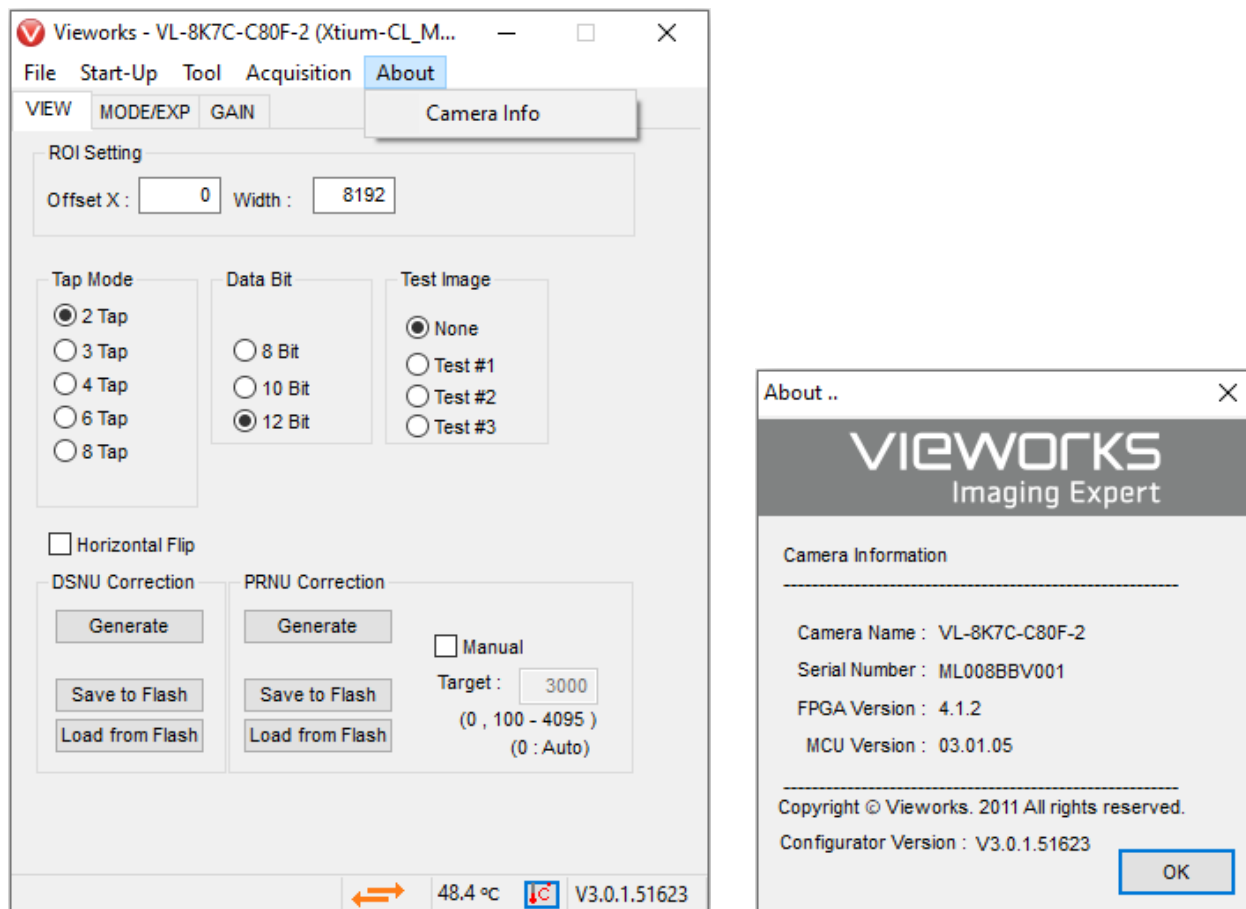 Vieworks - VL-8K7C-C80F-2 (Xtium-CL_M...
File Start-Up Tool Acquisition About
Camera Info
VIEW MODE/EXP GAIN
ROI Setting
Offset X : 0 Width : 8192
Tap Mode
2 Tap
3 Tap
4 Tap
6 Tap
8 Tap
Data Bit
8 Bit
10 Bit
12 Bit
Test Image
None
Test #1
Test #2
Test #3
Horizontal Flip
DSNU Correction
Generate
Save to Flash
Load from Flash
PRNU Correction
Generate
Save to Flash
Load from Flash
Manual
Target : 3000
(0 , 100 - 4095 )
(0 : Auto)
48.4 ºC C V3.0.1.51623
About ..
VIEWORKS
Imaging Expert
Camera Information
Camera Name : VL-8K7C-C80F-2
Serial Number : ML008BBV001
FPGA Version : 4.1.2
MCU Version : 03.01.05
Copyright © Vieworks. 2011 All rights reserved.
Configurator Version : V3.0.1.51623
OK